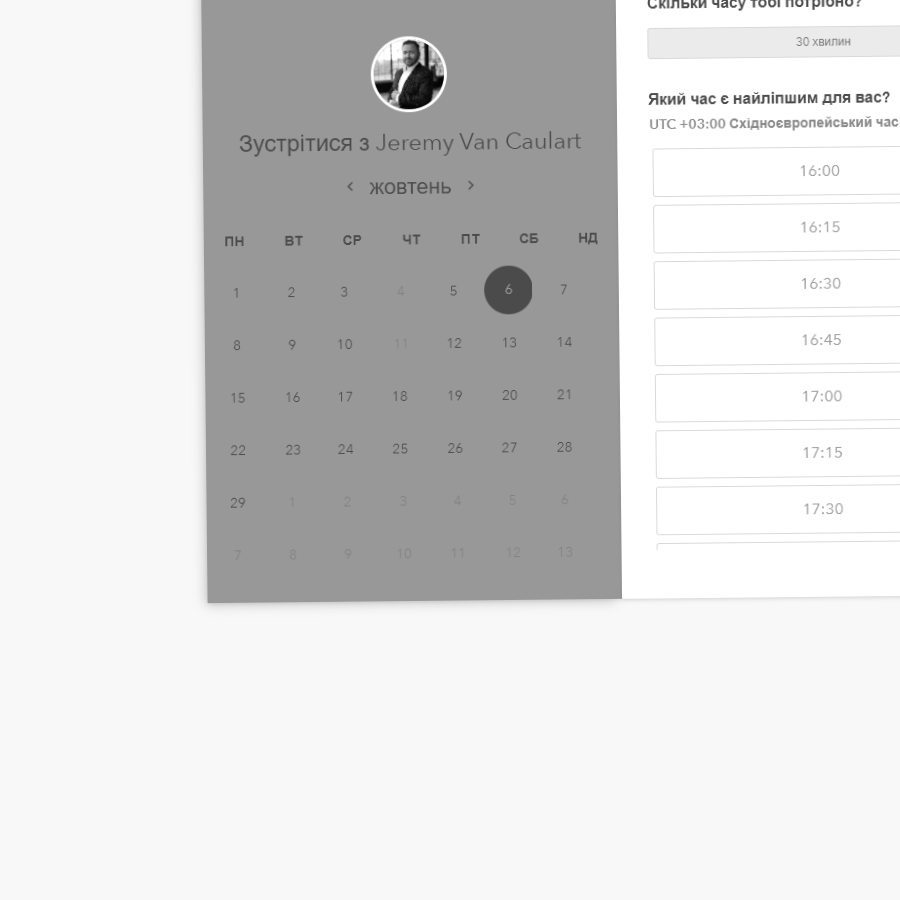 Зустрітися з Jeremy Van Caulart
‹ жовтень ›
ПН ВТ СР ЧТ ПТ СБ НД
1 2 3 4 5 6 7
8 9 10 11 12 13 14
15 16 17 18 19 20 21
22 23 24 25 26 27 28
29 1 2 3 4 5 6
7 8 9 10 11 12 13
Скільки часу тобі потрібно?
30 хвилин
Який час є найліпшим для вас?
UTC +03:00 Східноєвропейський час
16:00
16:15
16:30
16:45
17:00
17:15
17:30